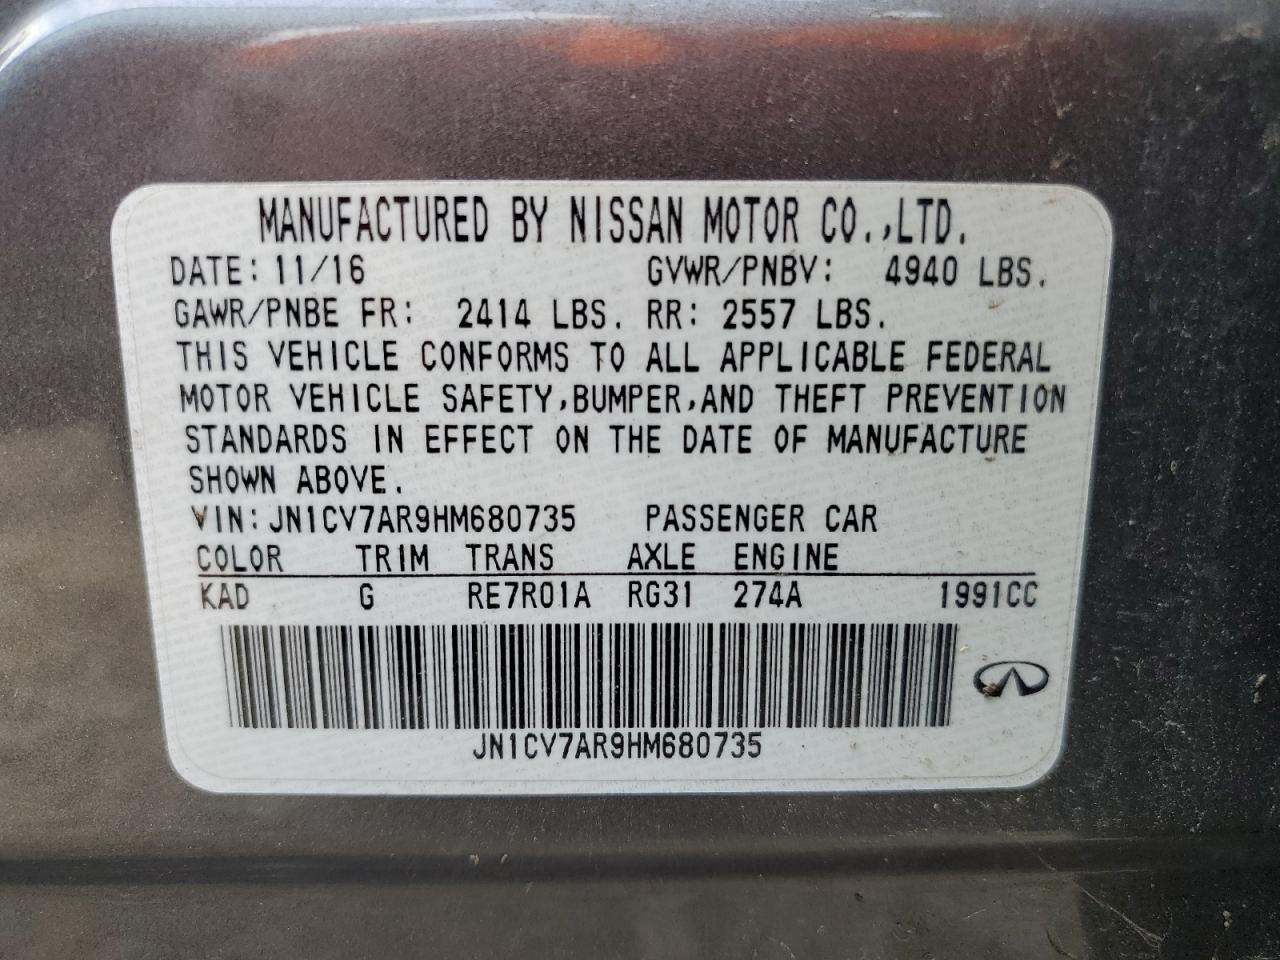 MANUFACTURED BY NISSAN MOTOR CO.,LTD.
DATE: 11/16 GVWR/PNBV: 4940 LBS.
GAWR/PNBE FR: 2414 LBS. RR: 2557 LBS.
THIS VEHICLE CONFORMS TO ALL APPLICABLE FEDERAL
MOTOR VEHICLE SAFETY,BUMPER,AND THEFT PREVENTION
STANDARDS IN EFFECT ON THE DATE OF MANUFACTURE
SHOWN ABOVE.
VIN:JN1CV7AR9HM680735 PASSENGER CAR
COLOR TRIM TRANS AXLE ENGINE
KAD G RE7R01A RG31 274A 1991CC
JN1CV7AR9HM680735